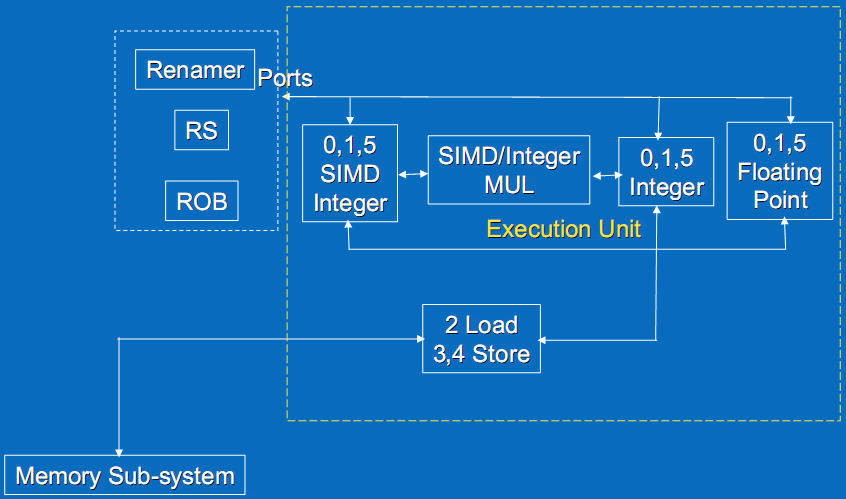 Renamer
Ports
RS
ROB
0,1,5
SIMD
Integer
SIMD/Integer
MUL
0,1,5
Integer
0,1,5
Floating
Point
Execution Unit
2 Load
3,4 Store
Memory Sub-system